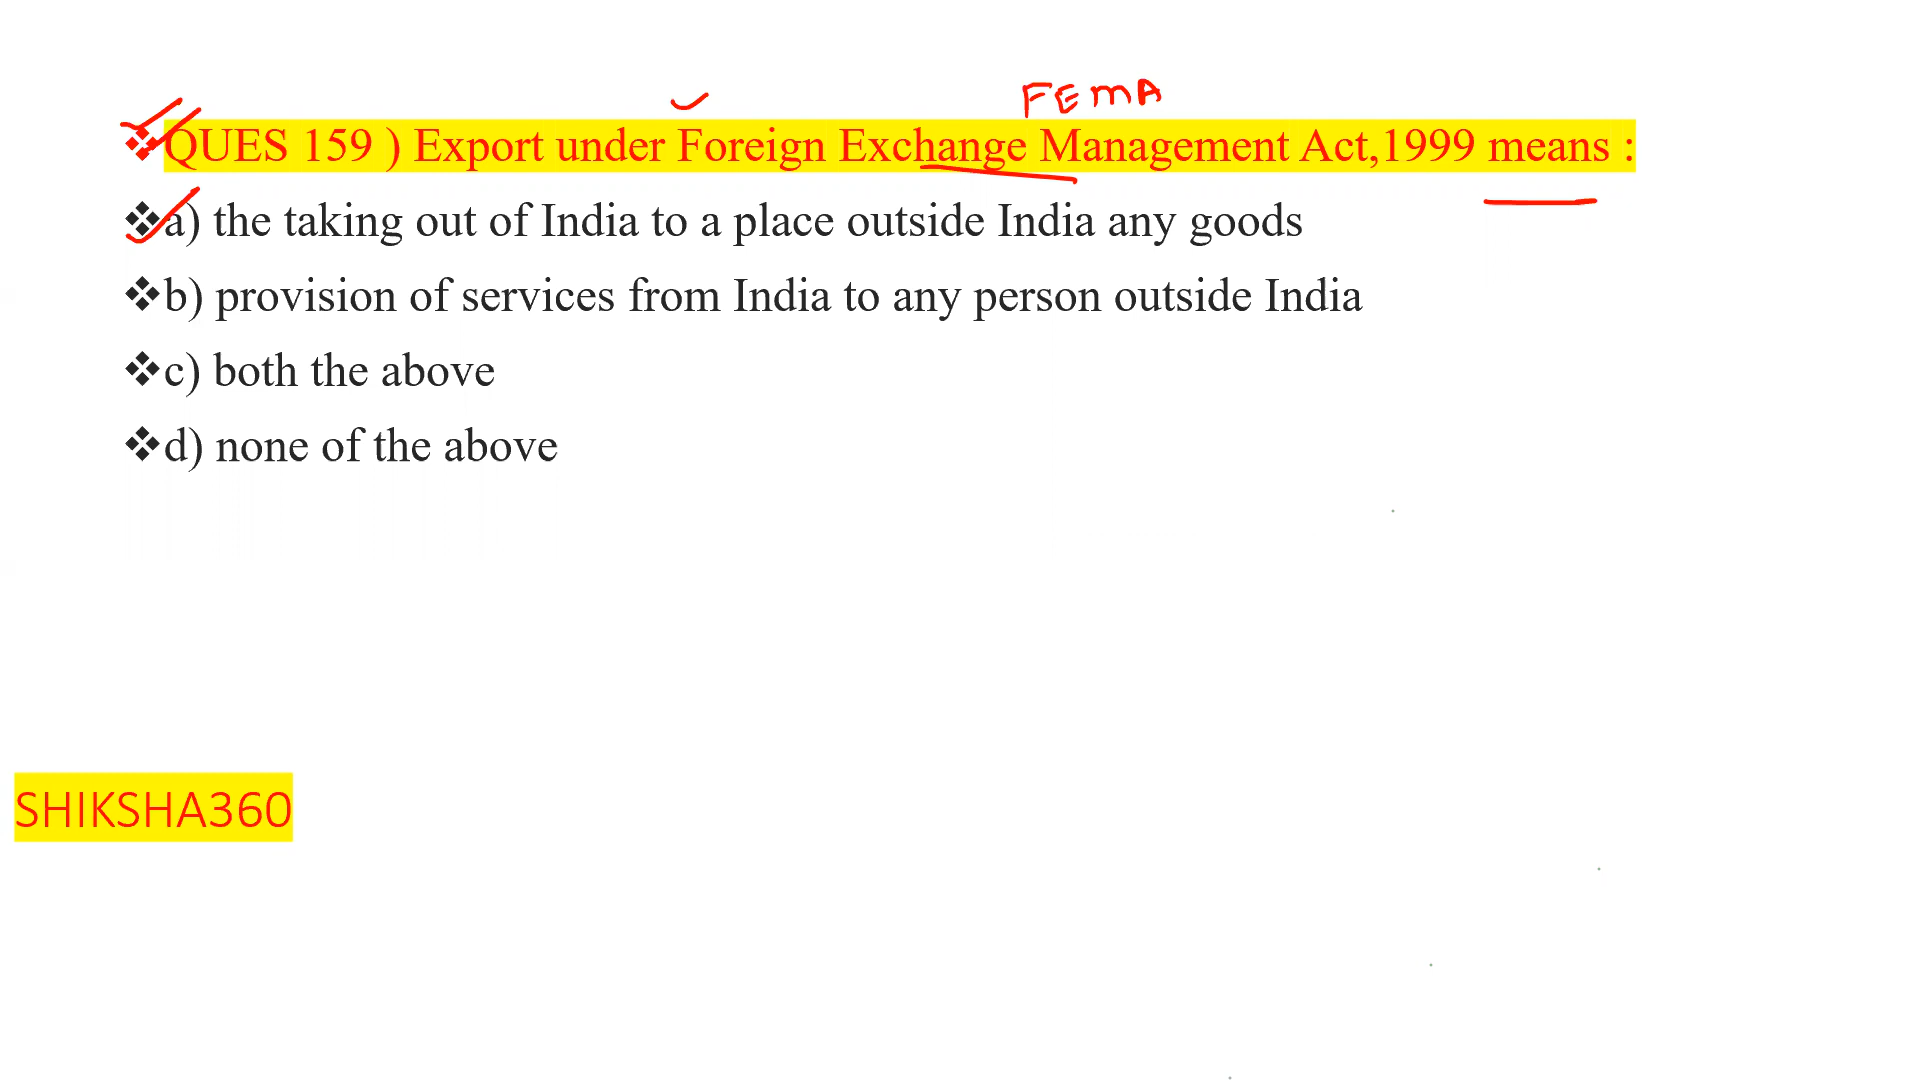 FEMA
❖QUES 159 ) Export under Foreign Exchange Management Act,1999 means :
❖a) the taking out of India to a place outside India any goods
❖b) provision of services from India to any person outside India
❖c) both the above
❖d) none of the above
SHIKSHA360